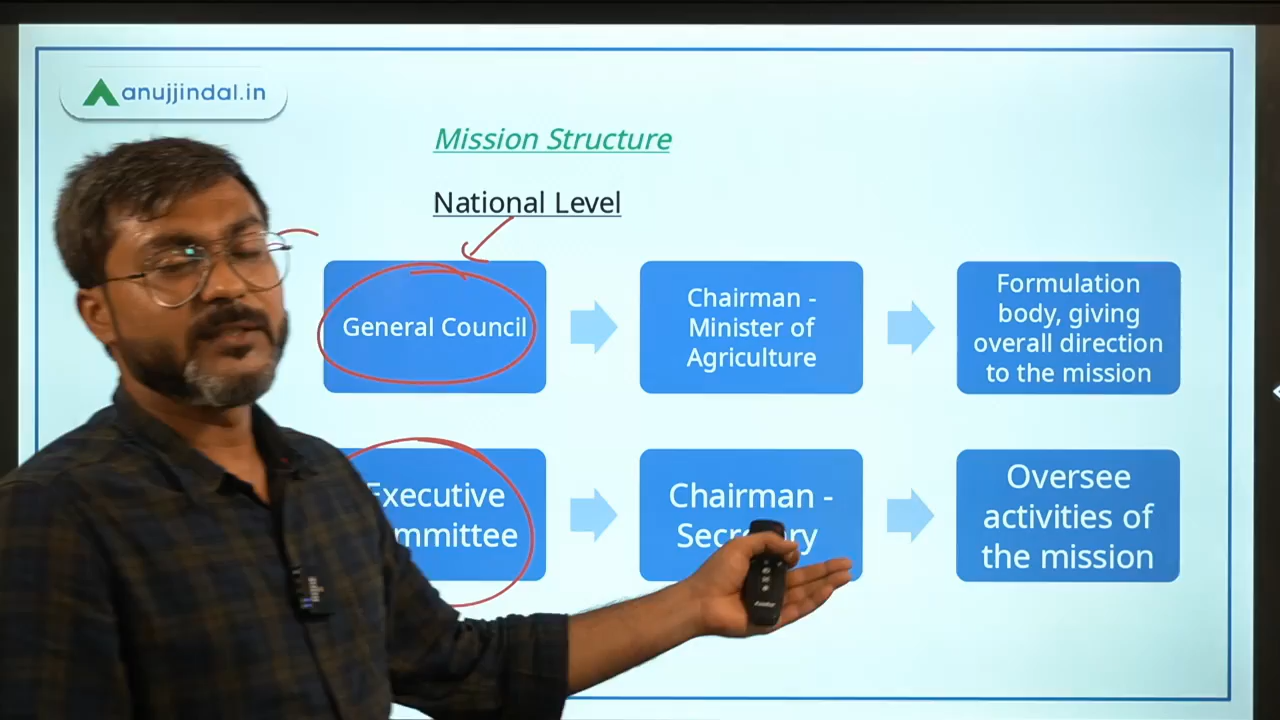 anujjindal.in
Mission Structure
National Level
General Council
Chairman -
Minister of
Agriculture
Formulation
body, giving
overall direction
to the mission
Executive
Chairman -
Oversee
activities of
the mission